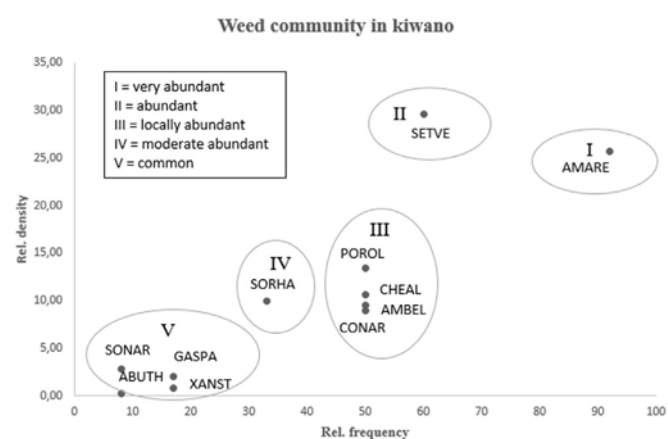 Weed community in kiwano
35,00
30,00
25,00
20,00
15,00
10,00
5,00
0,00
Rel. density
I = very abundant
II = abundant
III = locally abundant
IV = moderate abundant
V = common
II
SETVE
I
AMARE
III
POROL
CHEAL
AMBEL
CONAR
IV
SORHA
V
SONAR
GASPA
ABUTH
XANST
0 10 20 30 40 50 60 70 80 90 100
Rel. frequency